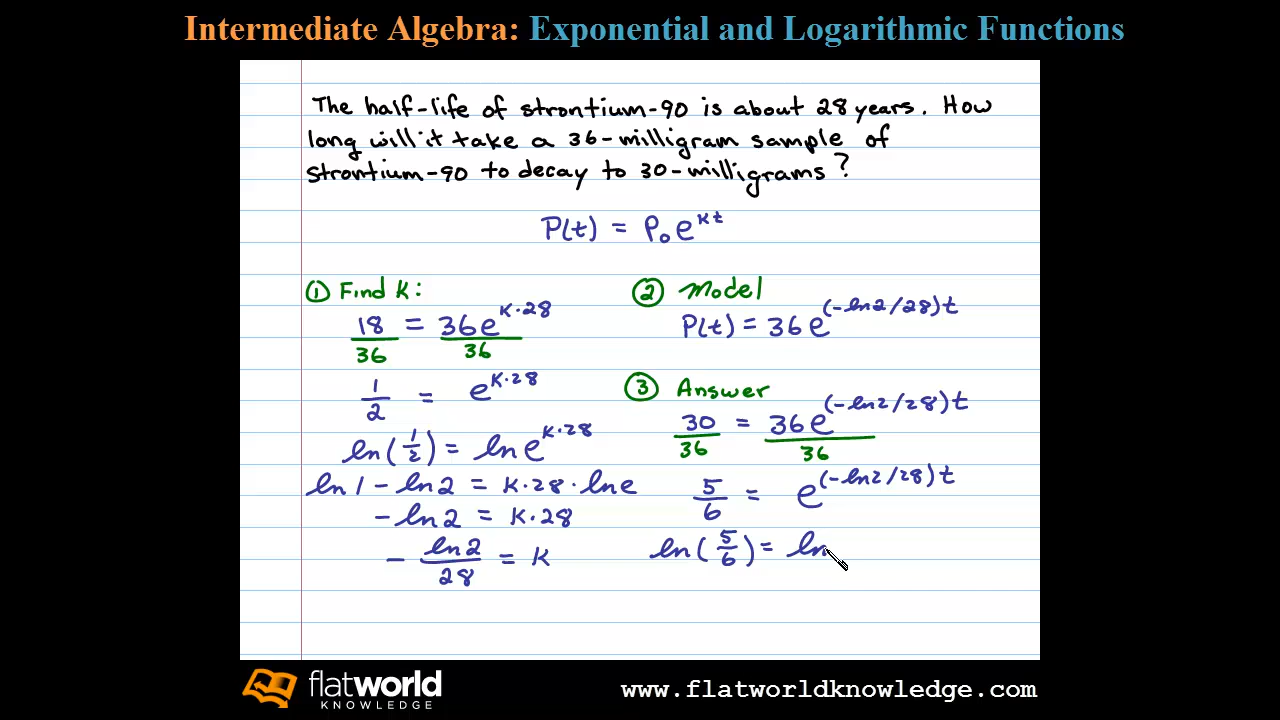 Intermediate Algebra: Exponential and Logarithmic Functions
The half-life of strontium-90 is about 28 years. How
long will it take a 36-milligram sample of
strontium-90 to decay to 30-milligrams?
P(t) = P₀e^(kt)
① Find K:
18 = 36e^(K·28)
36 36
1/2 = e^(K·28)
ln(1/2) = ln e^(K·28)
ln 1 - ln 2 = K·28·ln e
- ln 2 = K·28
- ln 2/28 = K
② Model
P(t) = 36e^((-ln2/28)t)
③ Answer
30 = 36e^((-ln2/28)t)
36 36
5/6 = e^((-ln2/28)t)
ln(5/6) = ln
flatworld
KNOWLEDGE
www.flatworldknowledge.com